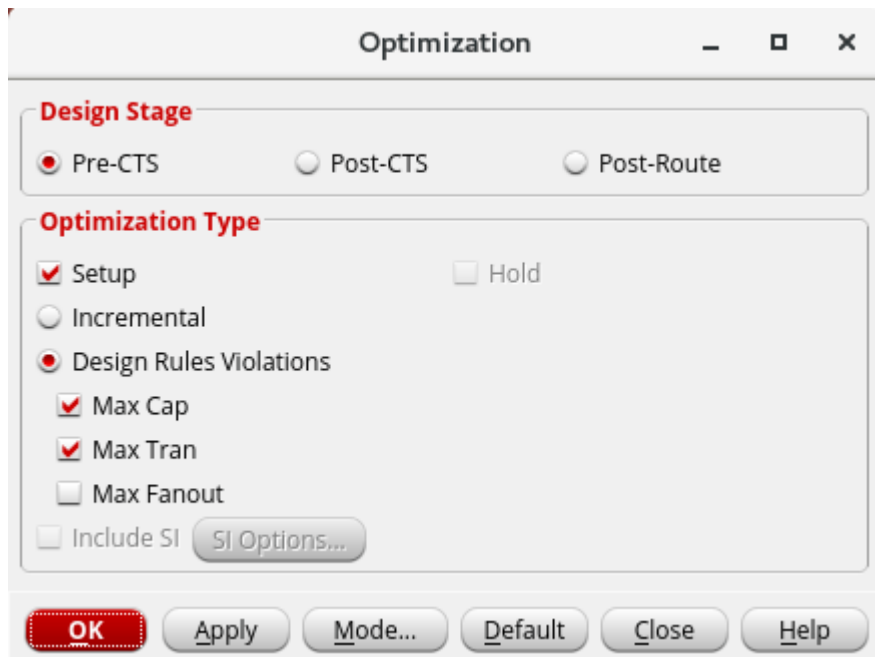 Optimization
Design Stage
Pre-CTS Post-CTS Post-Route
Optimization Type
Setup Hold
Incremental
Design Rules Violations
Max Cap
Max Tran
Max Fanout
Include SI SI Options...
OK Apply Mode... Default Close Help